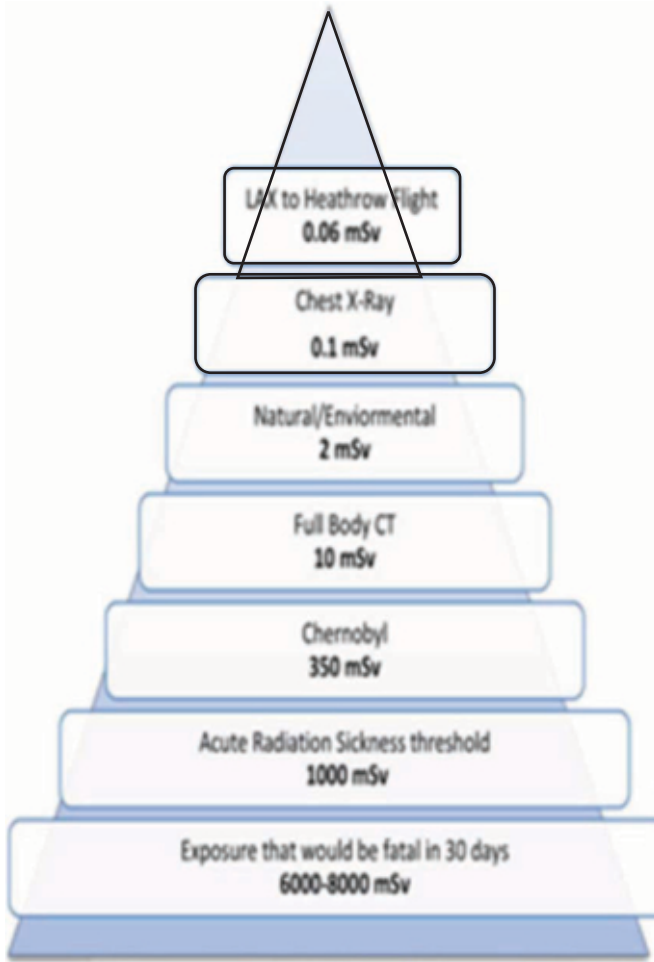 LAX to Heathrow Flight
0.06 mSv
Chest X-Ray
0.1 mSv
Natural/Enviormental
2 mSv
Full Body CT
10 mSv
Chernobyl
350 mSv
Acute Radiation Sickness threshold
1000 mSv
Exposure that would be fatal in 30 days
6000-8000 mSv